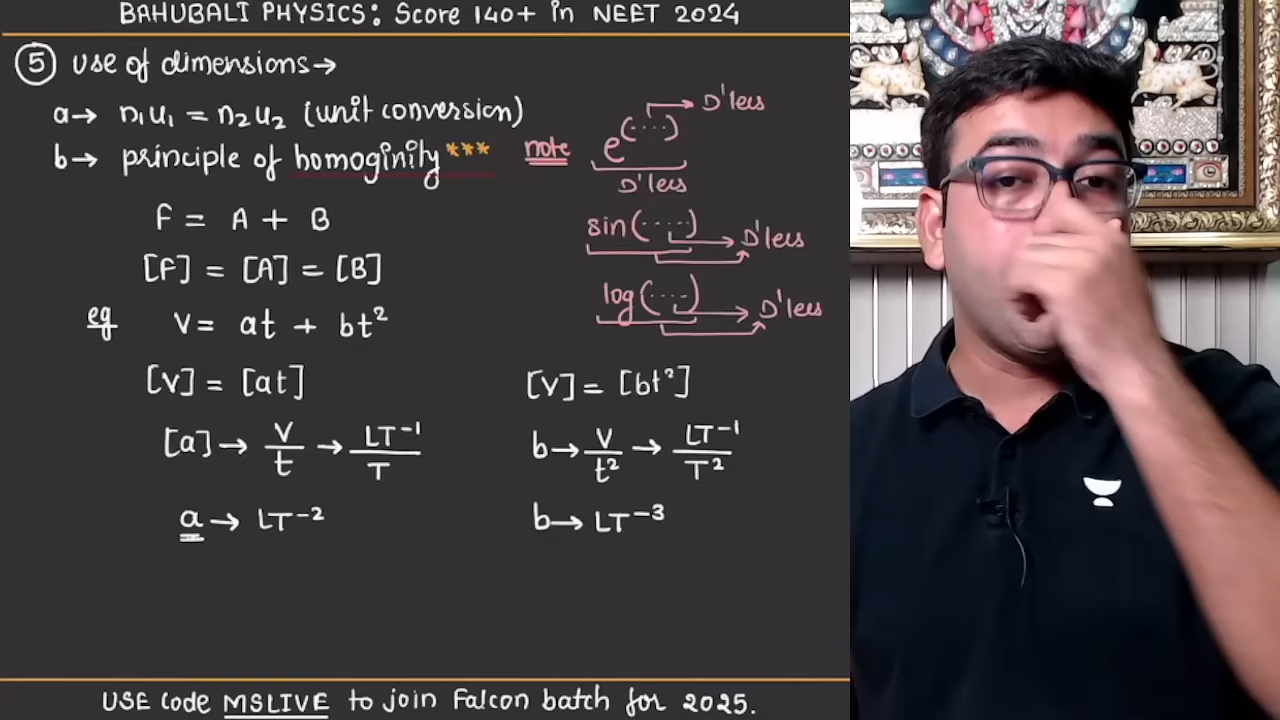 BAHUBALI PHYSICS: Score 140+ in NEET 2024
⑤ use of dimensions→
a→ n₁u₁ = n₂u₂ (unit conversion)
b→ principle of homoginity ***
F = A + B
[F] = [A] = [B]
eg V = at + bt²
[V] = [at]
[a] → V/t → LT⁻¹/T
a → LT⁻²
note e^(····) → D'less
D'less
sin(····) → D'less
log(····) → D'less
[V] = [bt²]
b→ V/t² → LT⁻¹/T²
b→ LT⁻³
USE Code MSLIVE to join Falcon batch for 2025.